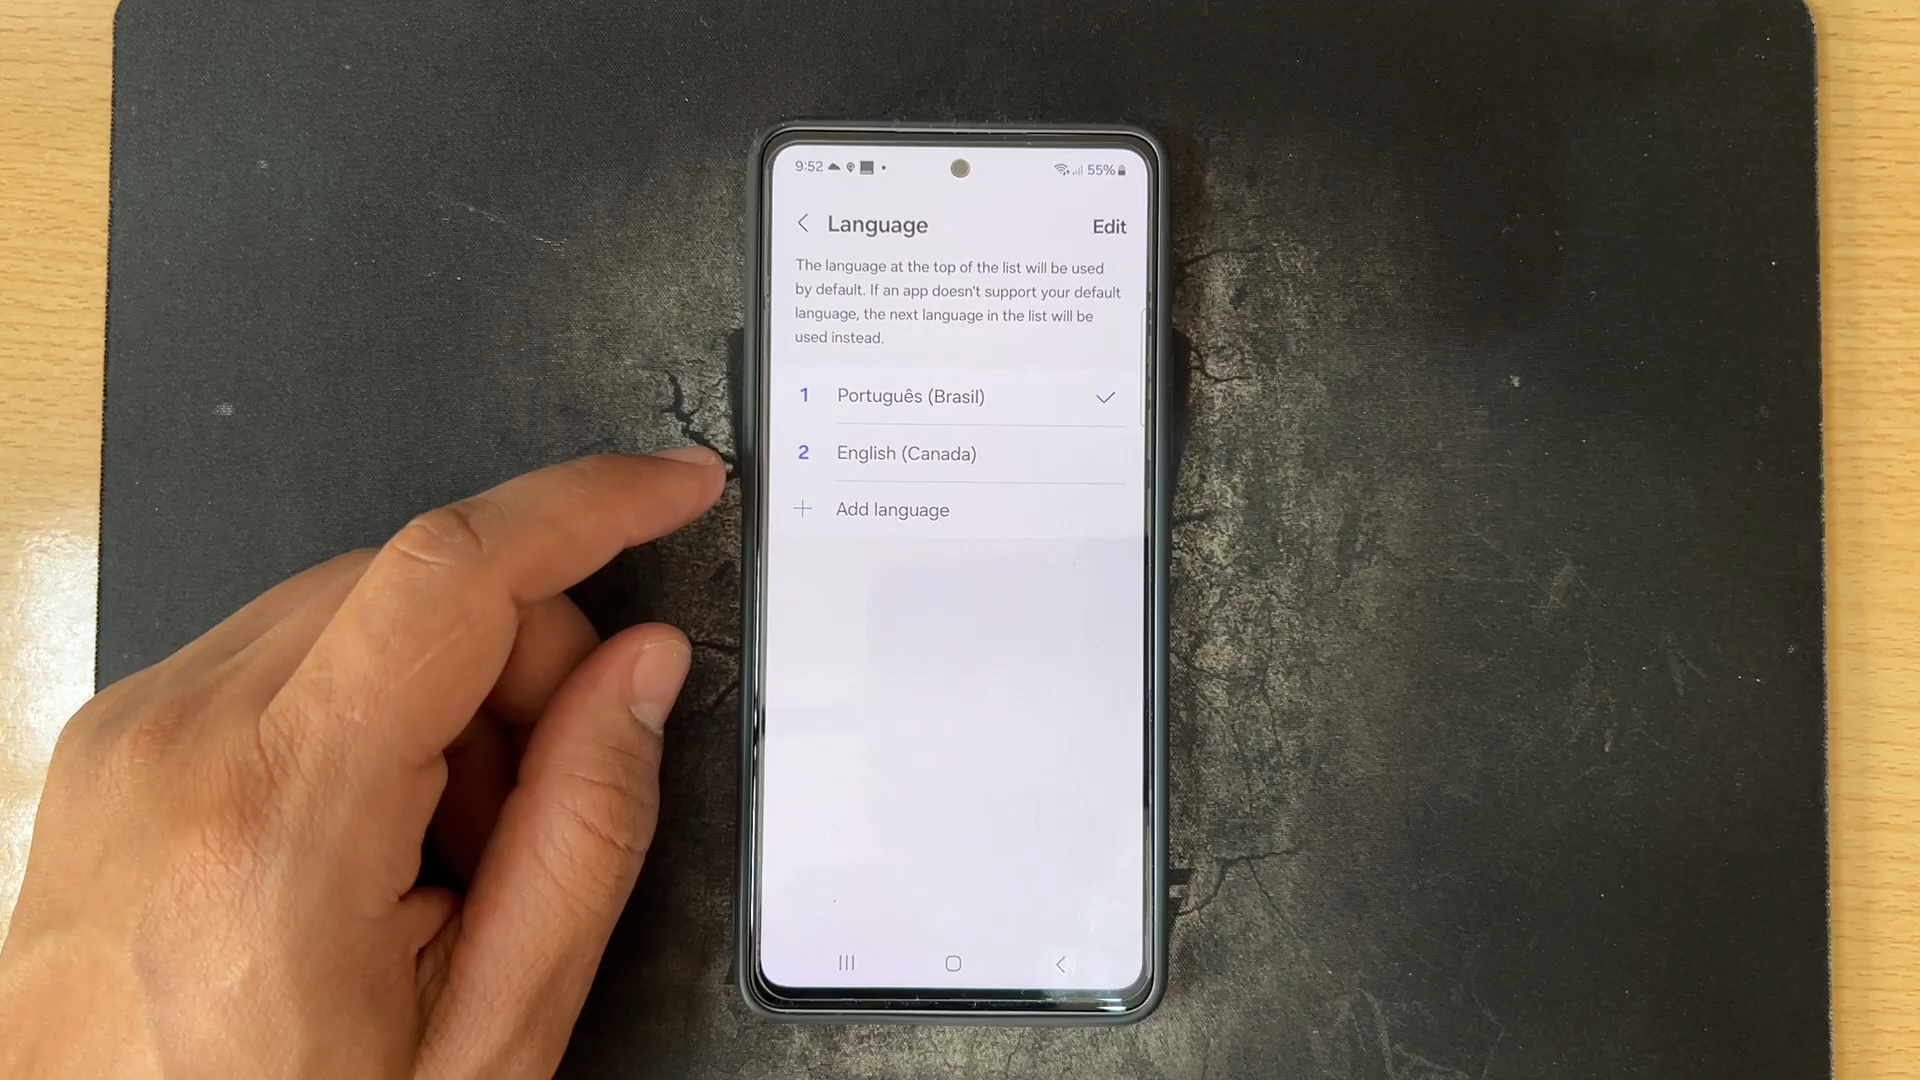 9:52 55%
Language Edit
The language at the top of the list will be used
by default. If an app doesn't support your default
language, the next language in the list will be
used instead.
1 Português (Brasil)
2 English (Canada)
Add language